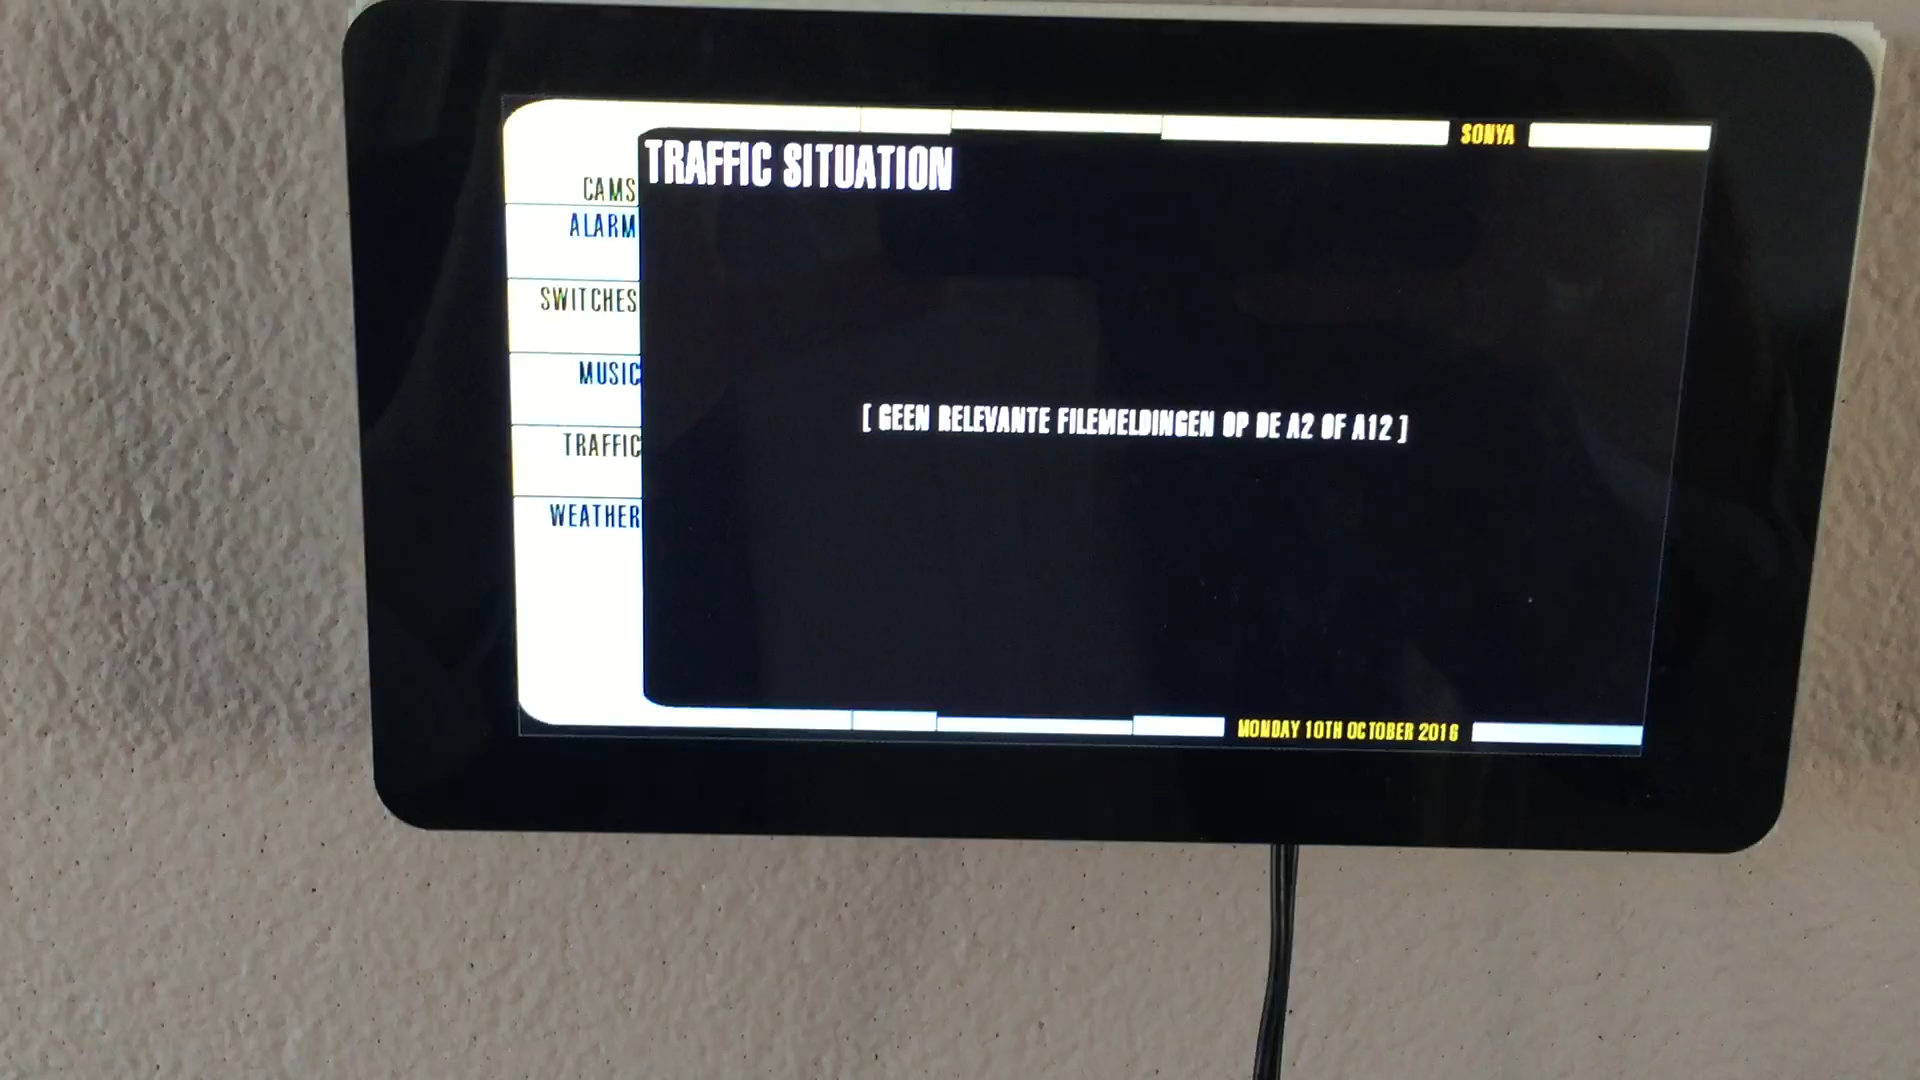 SONYA
TRAFFIC SITUATION
CAMS
ALARM
SWITCHES
MUSIC
TRAFFIC
WEATHER
[ GEEN RELEVANTE FILEMELDINGEN OP DE A2 OF A12 ]
MONDAY 10TH OCTOBER 2016